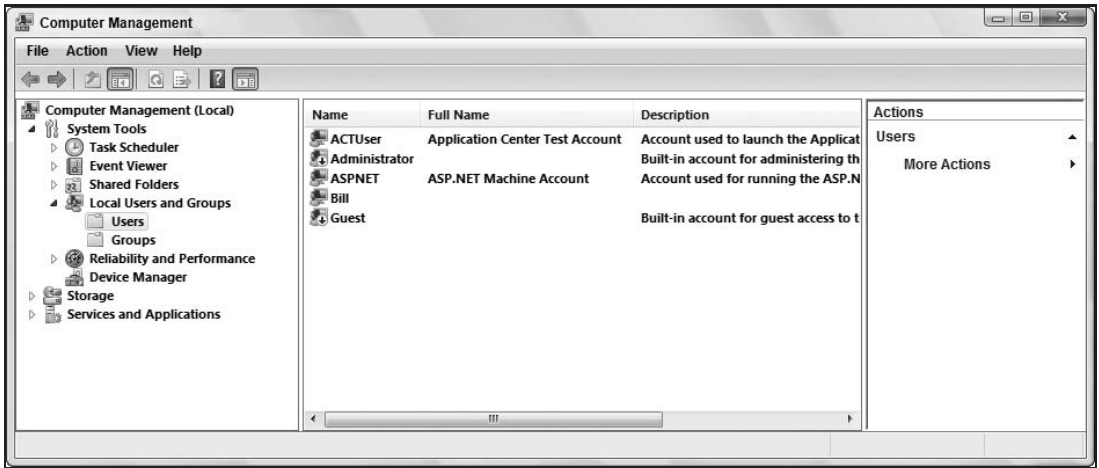 Computer Management
File Action View Help
Computer Management (Local)
System Tools
Task Scheduler
Event Viewer
Shared Folders
Local Users and Groups
Users
Groups
Reliability and Performance
Device Manager
Storage
Services and Applications
Name Full Name Description
ACTUser Application Center Test Account Account used to launch the Applicat
Administrator Built-in account for administering th
ASPNET ASP.NET Machine Account Account used for running the ASP.N
Bill
Guest Built-in account for guest access to t
Actions
Users
More Actions